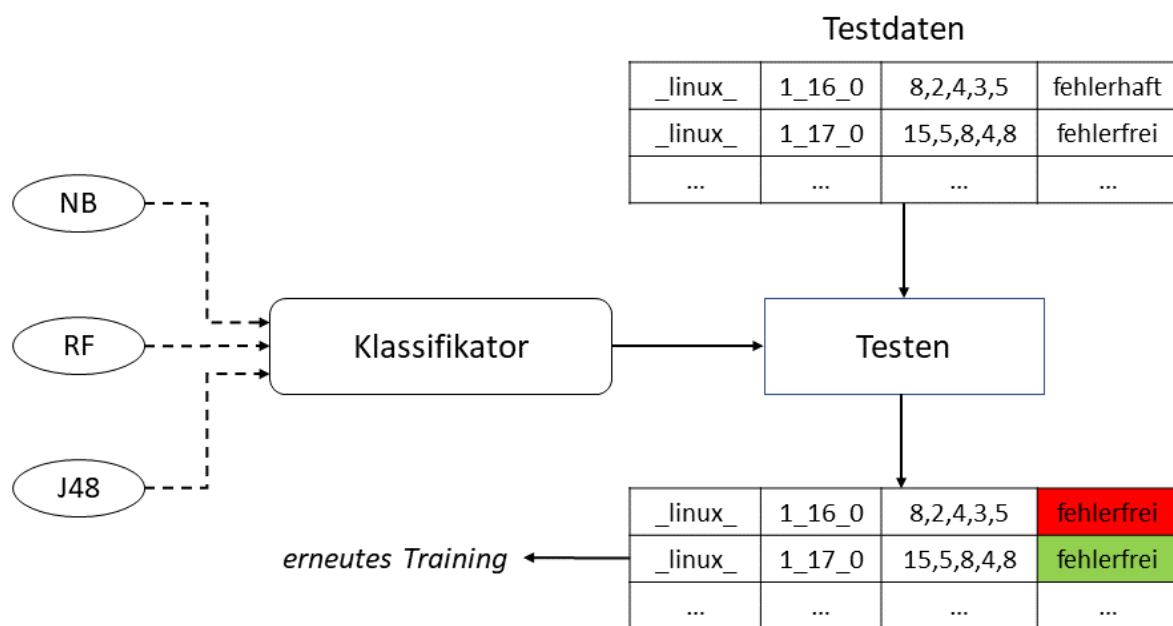 Testdaten
_linux_ 1_16_0 8,2,4,3,5 fehlerhaft
_linux_ 1_17_0 15,5,8,4,8 fehlerfrei
... ... ... ...
NB
RF
Klassifikator
Testen
J48
_linux_ 1_16_0 8,2,4,3,5 fehlerfrei
erneutes Training
_linux_ 1_17_0 15,5,8,4,8 fehlerfrei
... ... ... ...